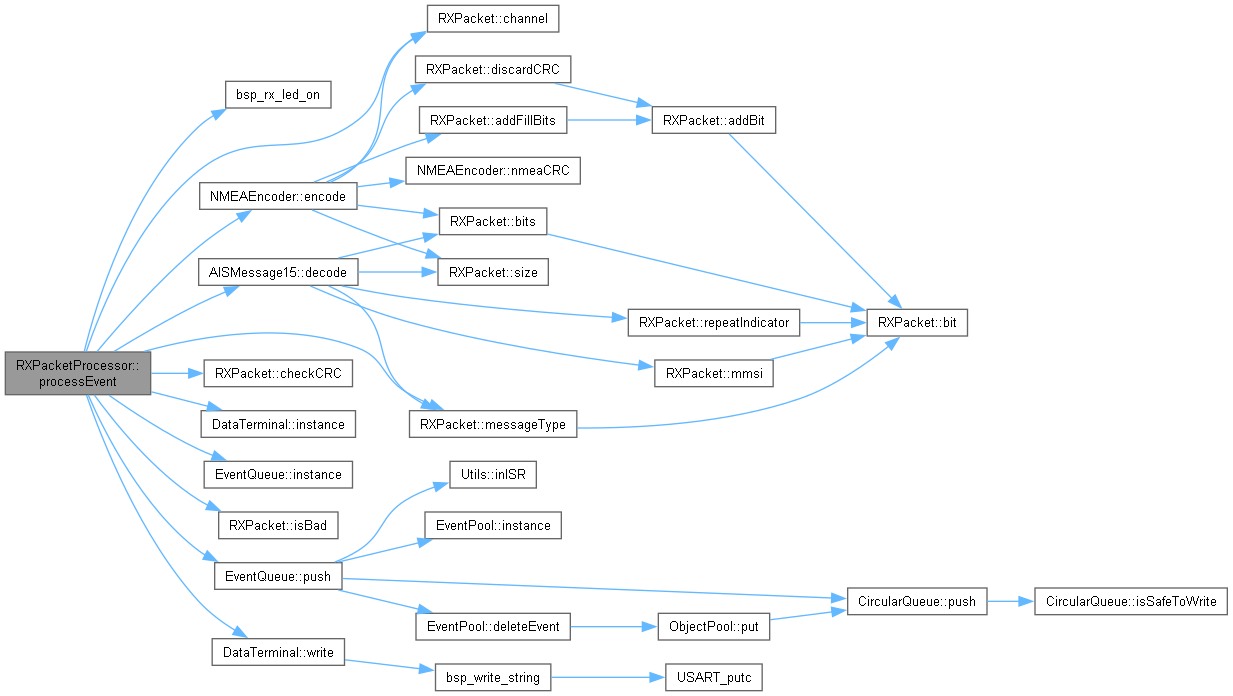 RXPacket::channel
RXPacket::discardCRC
bsp_rx_led_on
RXPacket::addFillBits
RXPacket::addBit
NMEAEncoder::nmeaCRC
NMEAEncoder::encode
RXPacket::bits
AISMessage15::decode
RXPacket::size
RXPacket::repeatIndicator
RXPacket::bit
RXPacketProcessor::
processEvent
RXPacket::checkCRC
RXPacket::mmsi
DataTerminal::instance
RXPacket::messageType
EventQueue::instance
Utils::inISR
RXPacket::isBad
EventPool::instance
EventQueue::push
CircularQueue::push
CircularQueue::isSafeToWrite
EventPool::deleteEvent
ObjectPool::put
DataTerminal::write
bsp_write_string
USART_putc